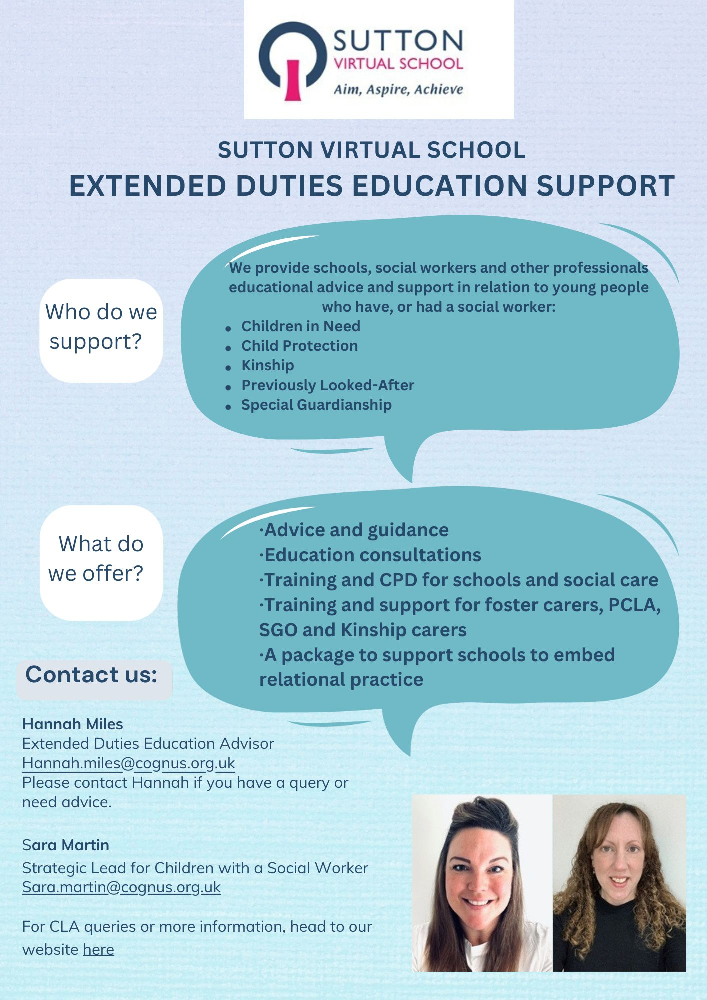 SUTTON
VIRTUAL SCHOOL
Aim, Aspire, Achieve
SUTTON VIRTUAL SCHOOL
EXTENDED DUTIES EDUCATION SUPPORT
Who do we
support?
We provide schools, social workers and other professionals
educational advice and support in relation to young people
who have, or had a social worker:
• Children in Need
• Child Protection
• Kinship
• Previously Looked-After
• Special Guardianship
What do
we offer?
·Advice and guidance
·Education consultations
·Training and CPD for schools and social care
·Training and support for foster carers, PCLA,
SGO and Kinship carers
·A package to support schools to embed
relational practice
Contact us:
Hannah Miles
Extended Duties Education Advisor
Hannah.miles@cognus.org.uk
Please contact Hannah if you have a query or
need advice.
Sara Martin
Strategic Lead for Children with a Social Worker
Sara.martin@cognus.org.uk
For CLA queries or more information, head to our
website here